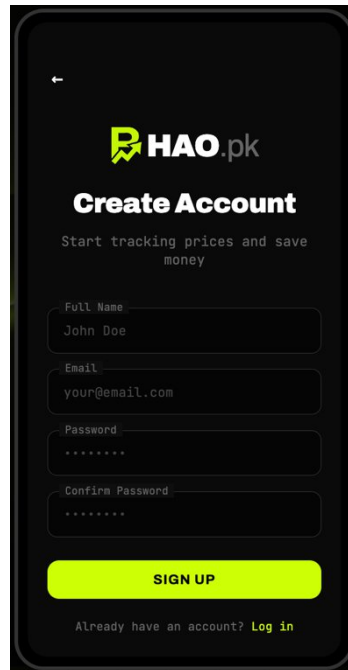 ←
HAO.pk
Create Account
Start tracking prices and save
money
Full Name
John Doe
Email
your@email.com
Password
••••••••
Confirm Password
••••••••
SIGN UP
Already have an account? Log in